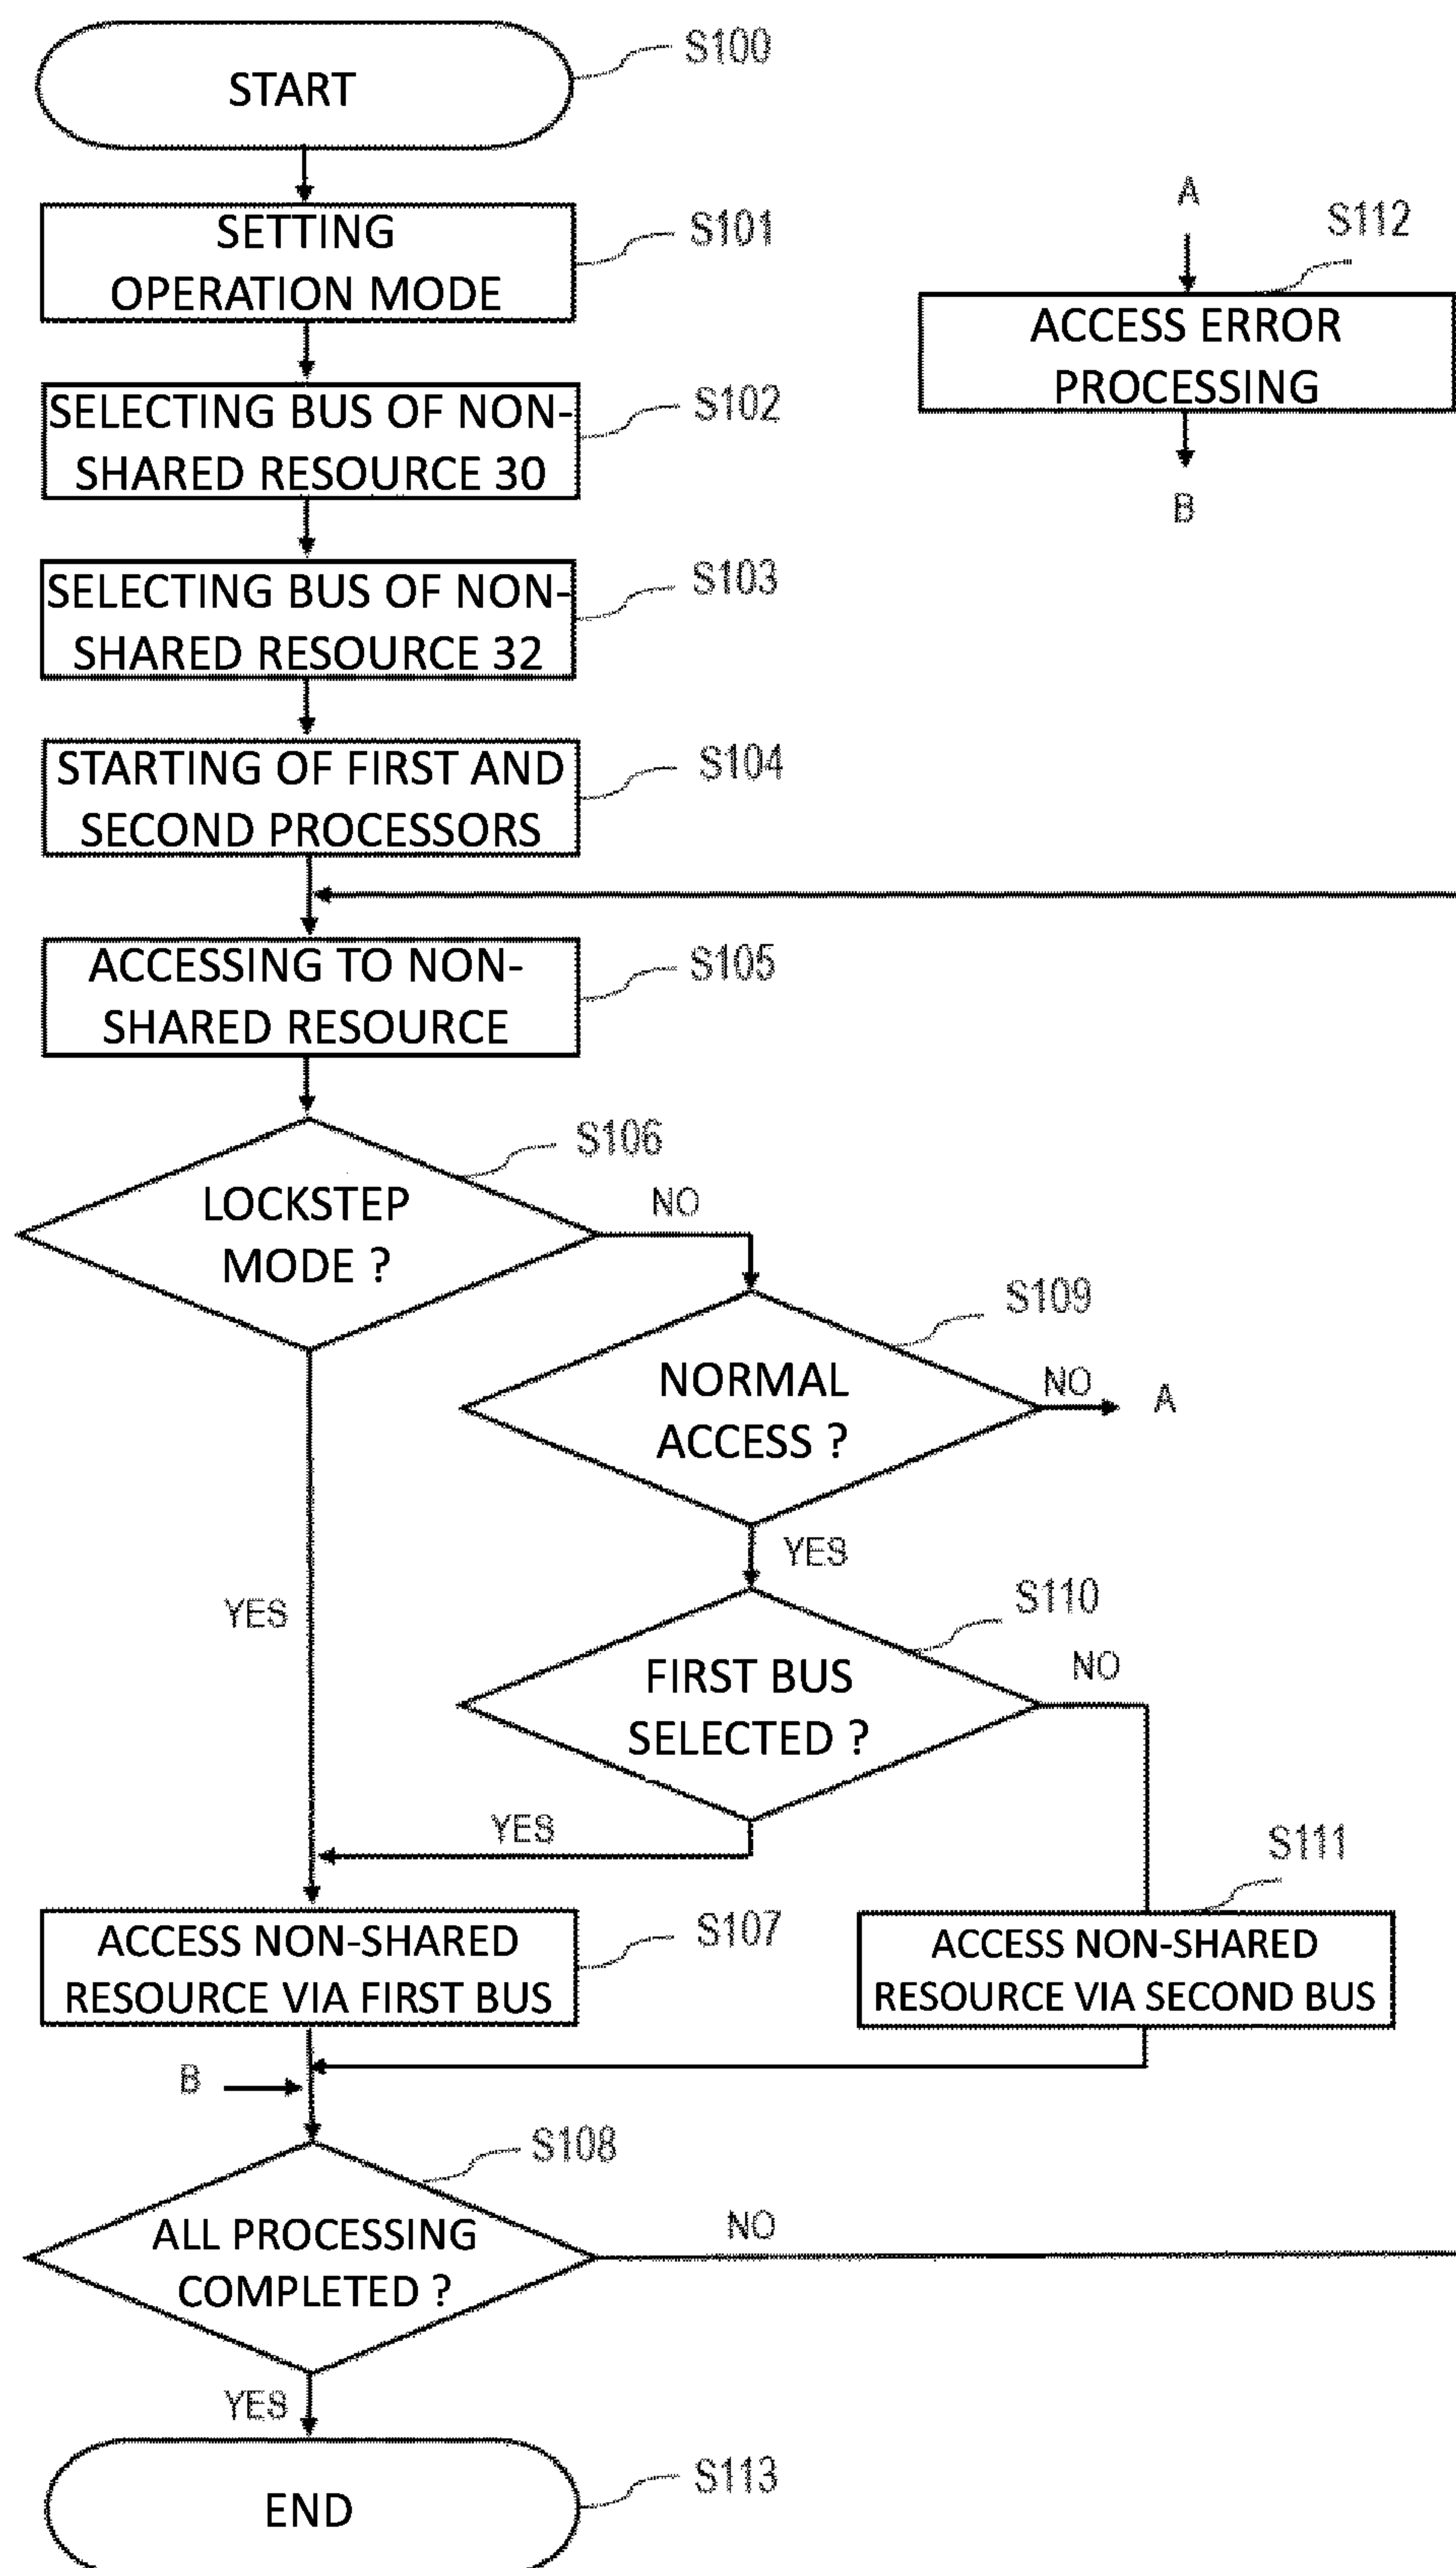 START
S100
SETTING
OPERATION MODE
S101
SELECTING BUS OF NON-
SHARED RESOURCE 30
S102
SELECTING BUS OF NON-
SHARED RESOURCE 32
S103
STARTING OF FIRST AND
SECOND PROCESSORS
S104
ACCESSING TO NON-
SHARED RESOURCE
S105
LOCKSTEP
MODE ?
S106
NO
YES
NORMAL
ACCESS ?
S109
NO
A
YES
FIRST BUS
SELECTED ?
S110
NO
YES
ACCESS NON-SHARED
RESOURCE VIA FIRST BUS
S107
ACCESS NON-SHARED
RESOURCE VIA SECOND BUS
S111
B
ALL PROCESSING
COMPLETED ?
S108
NO
YES
END
S113
A
S112
ACCESS ERROR
PROCESSING
B